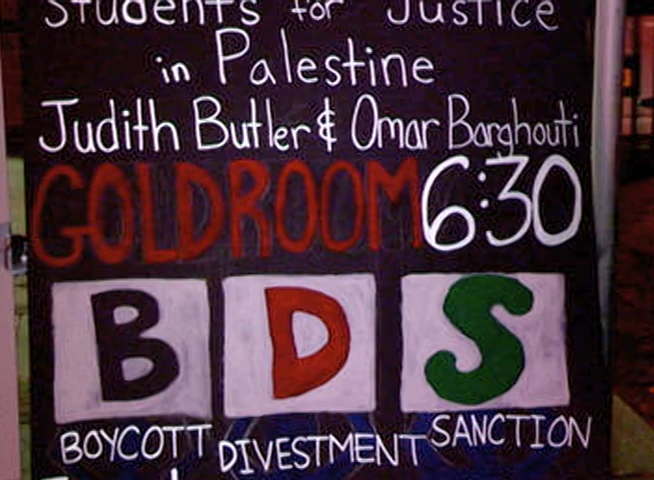 Students for Justice
in Palestine
Judith Butler & Omar Barghouti
GOLDROOM 6:30
B D S
BOYCOTT DIVESTMENT SANCTION